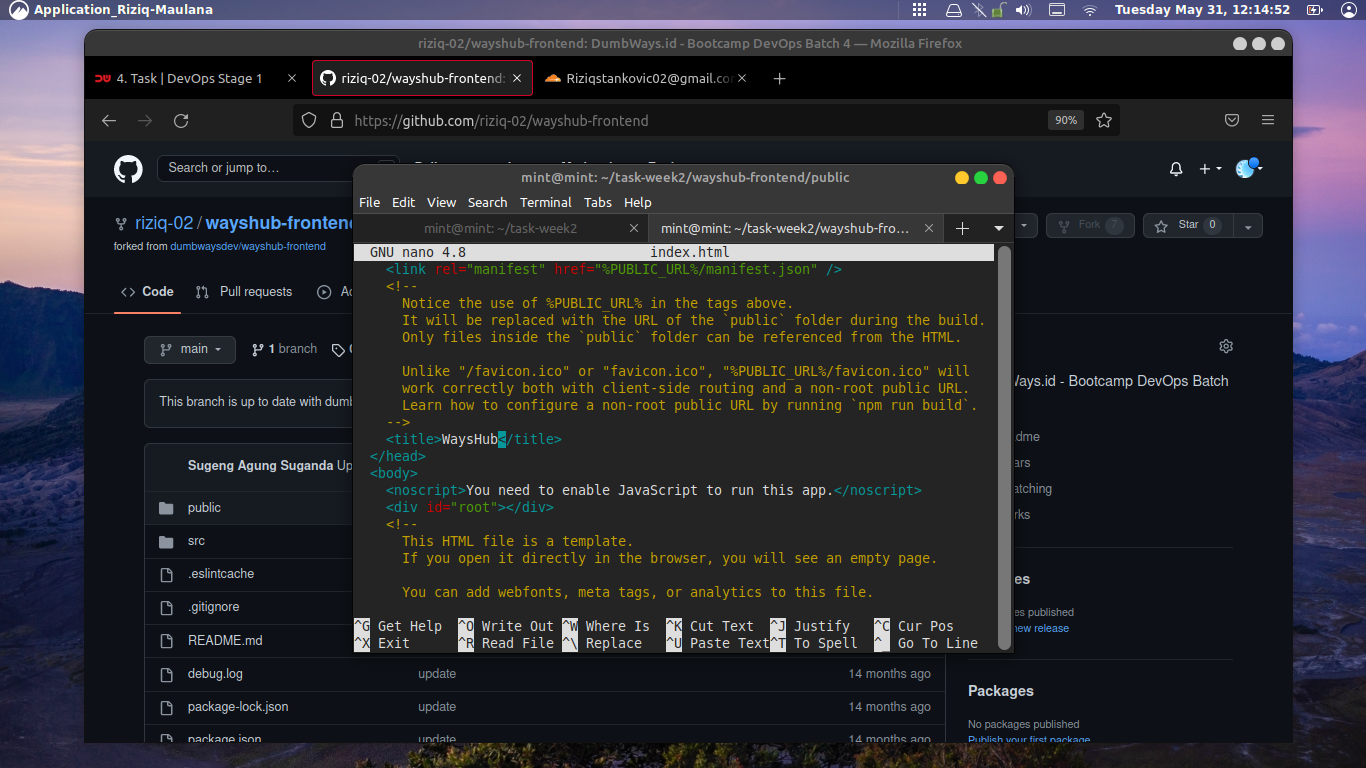 Application_Riziq-Maulana
Tuesday May 31, 12:14:52
riziq-02/wayshub-frontend: DumbWays.id - Bootcamp DevOps Batch 4 — Mozilla Firefox
4. Task | DevOps Stage 1
riziq-02/wayshub-frontend:
Riziqstankovic02@gmail.co
https://github.com/riziq-02/wayshub-frontend
90%
Search or jump to…
riziq-02 / wayshub-frontend
forked from dumbwaysdev/wayshub-frontend
Fork 7
Star 0
Code
Pull requests
main
1 branch
This branch is up to date with
Sugeng Agung Suganda
public
src
.eslintcache
.gitignore
README.md
debug.log update 14 months ago
package-lock.json update 14 months ago
package.json update 14 months ago
mint@mint: ~/task-week2/wayshub-frontend/public
File Edit View Search Terminal Tabs Help
mint@mint: ~/task-week2
mint@mint: ~/task-week2/wayshub-fro...
GNU nano 4.8 index.html
<link rel="manifest" href="%PUBLIC_URL%/manifest.json" />
<!--
Notice the use of %PUBLIC_URL% in the tags above.
It will be replaced with the URL of the `public` folder during the build.
Only files inside the `public` folder can be referenced from the HTML.
Unlike "/favicon.ico" or "favicon.ico", "%PUBLIC_URL%/favicon.ico" will
work correctly both with client-side routing and a non-root public URL.
Learn how to configure a non-root public URL by running `npm run build`.
-->
<title>WaysHub</title>
</head>
<body>
<noscript>You need to enable JavaScript to run this app.</noscript>
<div id="root"></div>
<!--
This HTML file is a template.
If you open it directly in the browser, you will see an empty page.
You can add webfonts, meta tags, or analytics to this file.
^G Get Help ^O Write Out ^W Where Is ^K Cut Text ^J Justify ^C Cur Pos
^X Exit ^R Read File ^\ Replace ^U Paste Text ^T To Spell ^_ Go To Line
Ways.id - Bootcamp DevOps Batch
published
new release
Packages
No packages published
Publish your first package